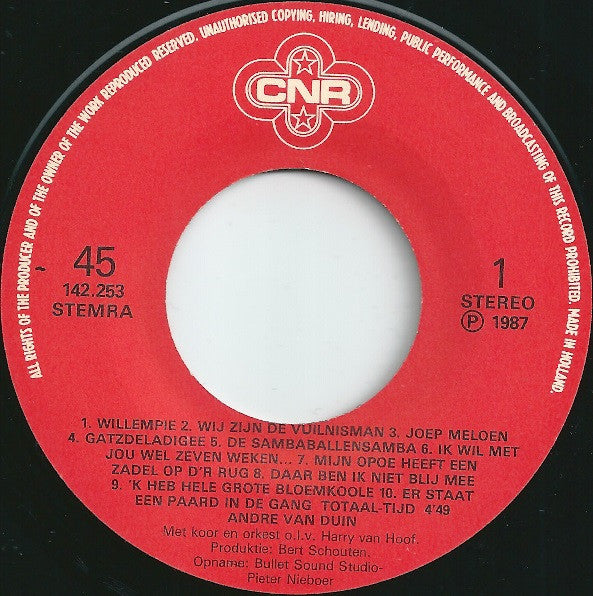 ALL RIGHTS OF THE PRODUCER AND OF THE OWNER OF THE WORK REPRODUCED RESERVED. UNAUTHORISED COPYING, HIRING, LENDING, PUBLIC PERFORMANCE AND BROADCASTING OF THIS RECORD PROHIBITED. MADE IN HOLLAND.
CNR
45
142.253
STEMRA
1
STEREO
Ⓟ 1987
1. WILLEMPIE 2. WIJ ZIJN DE VUILNISMAN 3. JOEP MELOEN
4. GATZDELADIGEE 5. DE SAMBABALLENSAMBA 6. IK WIL MET
JOU WEL ZEVEN WEKEN... 7. MIJN OPOE HEEFT EEN
ZADEL OP D'R RUG 8. DAAR BEN IK NIET BLIJ MEE
9. 'K HEB HELE GROTE BLOEMKOOLE 10. ER STAAT
EEN PAARD IN DE GANG TOTAAL-TIJD 4'49
ANDRE VAN DUIN
Met koor en orkest o.l.v. Harry van Hoof.
Produktie: Bert Schouten.
Opname: Bullet Sound Studio-
Pieter Nieboer